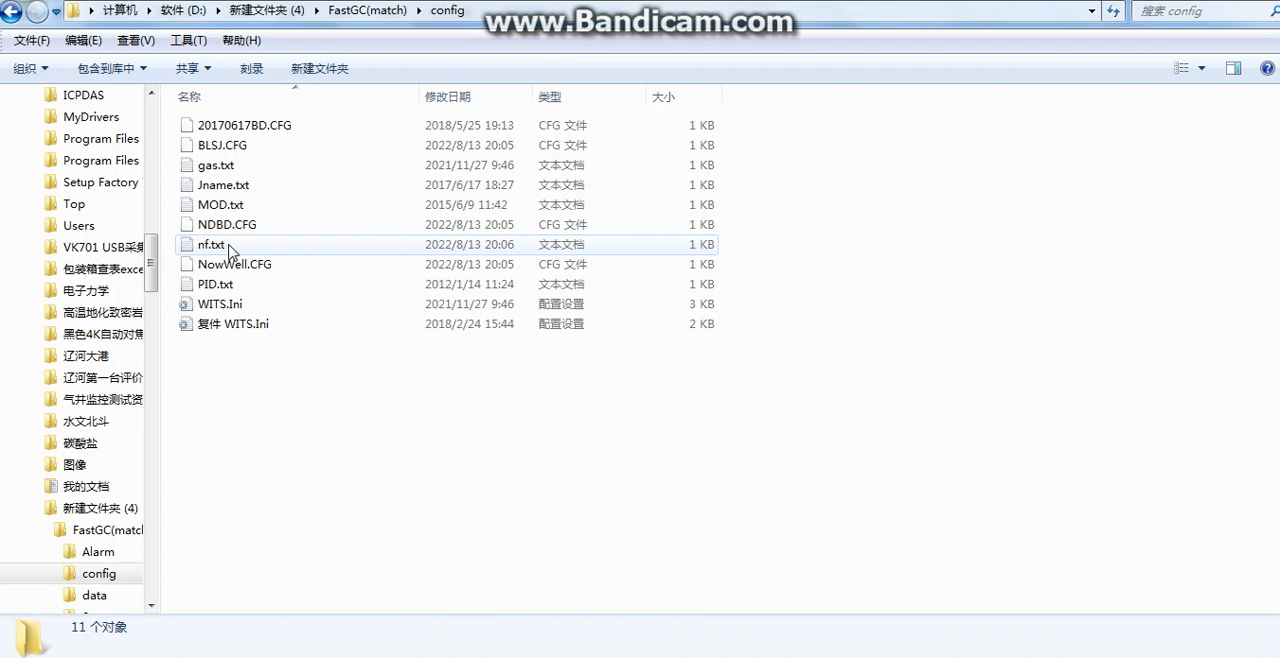 计算机 软件 (D:) 新建文件夹 (4) FastGC(match) config
www.Bandicam.com
搜索 config
文件(F) 编辑(E) 查看(V) 工具(T) 帮助(H)
组织 包含到库中 共享 刻录 新建文件夹
ICPDAS
MyDrivers
Program Files
Program Files
Setup Factory
Top
Users
VK701 USB采集
包装箱查表exce
电子力学
高温地化致密岩
黑色4K自动对焦
辽河大港
辽河第一台评价
气井监控测试资
水文北斗
碳酸盐
图像
我的文档
新建文件夹 (4)
FastGC(matc
Alarm
config
data
名称 修改日期 类型 大小
20170617BD.CFG 2018/5/25 19:13 CFG 文件 1 KB
BLSJ.CFG 2022/8/13 20:05 CFG 文件 1 KB
gas.txt 2021/11/27 9:46 文本文档 1 KB
Jname.txt 2017/6/17 18:27 文本文档 1 KB
MOD.txt 2015/6/9 11:42 文本文档 1 KB
NDBD.CFG 2022/8/13 20:05 CFG 文件 1 KB
nf.txt 2022/8/13 20:06 文本文档 1 KB
NowWell.CFG 2022/8/13 20:05 CFG 文件 1 KB
PID.txt 2012/1/14 11:24 文本文档 1 KB
WITS.Ini 2021/11/27 9:46 配置设置 3 KB
复件 WITS.Ini 2018/2/24 15:44 配置设置 2 KB
11 个对象